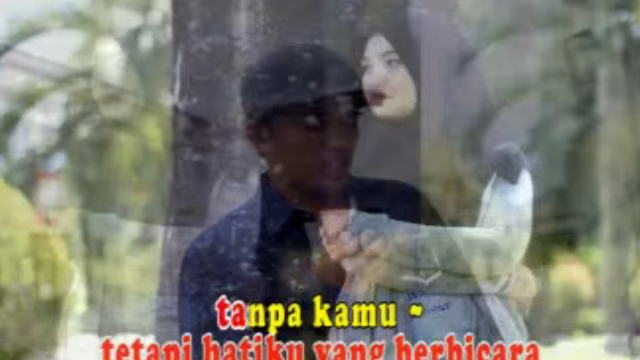 tanpa kamu ~
tetapi hatiku yang berbicara